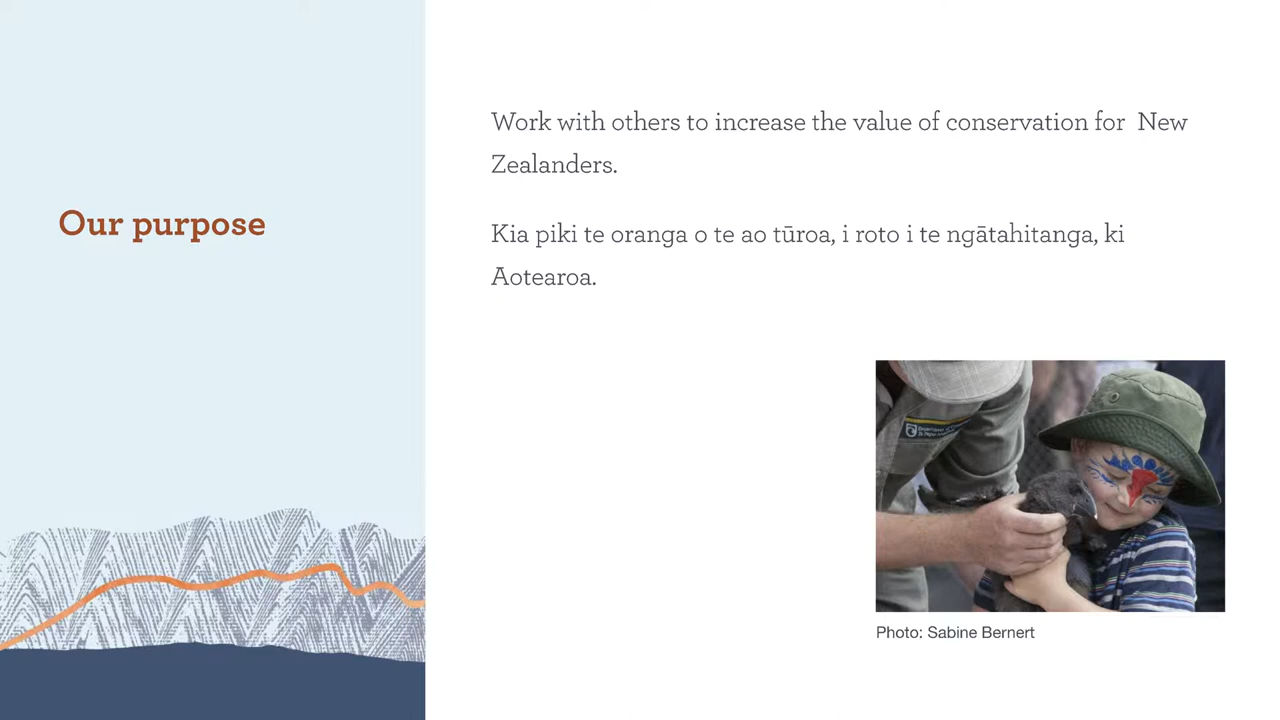 Our purpose
Work with others to increase the value of conservation for  New
Zealanders.
Kia piki te oranga o te ao tūroa, i roto i te ngātahitanga, ki
Aotearoa.
Photo: Sabine Bernert